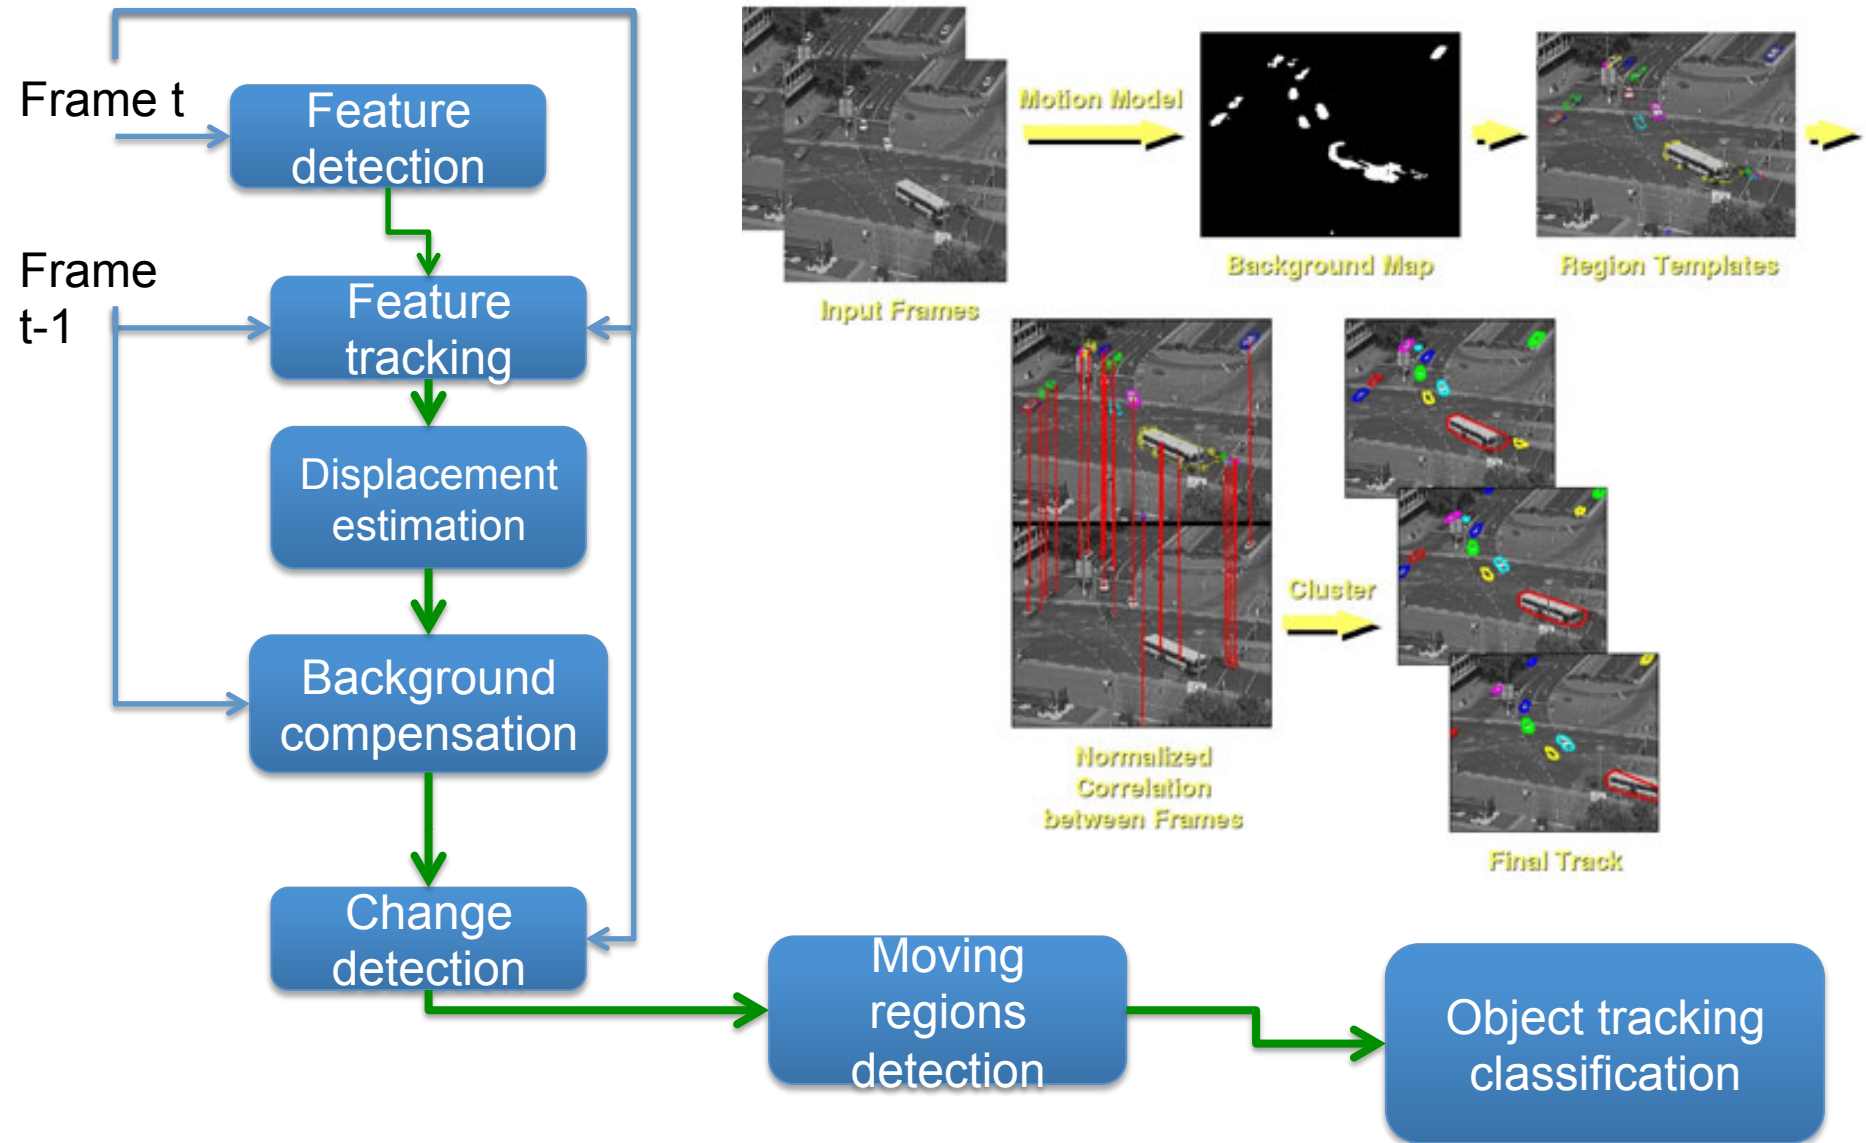 Frame t
Feature
detection
Frame
t-1
Feature
tracking
Displacement
estimation
Background
compensation
Change
detection
Moving
regions
detection
Object tracking
classification
Input Frames
Motion Model
Background Map
Region Templates
Normalized
Correlation
between Frames
Cluster
Final Track